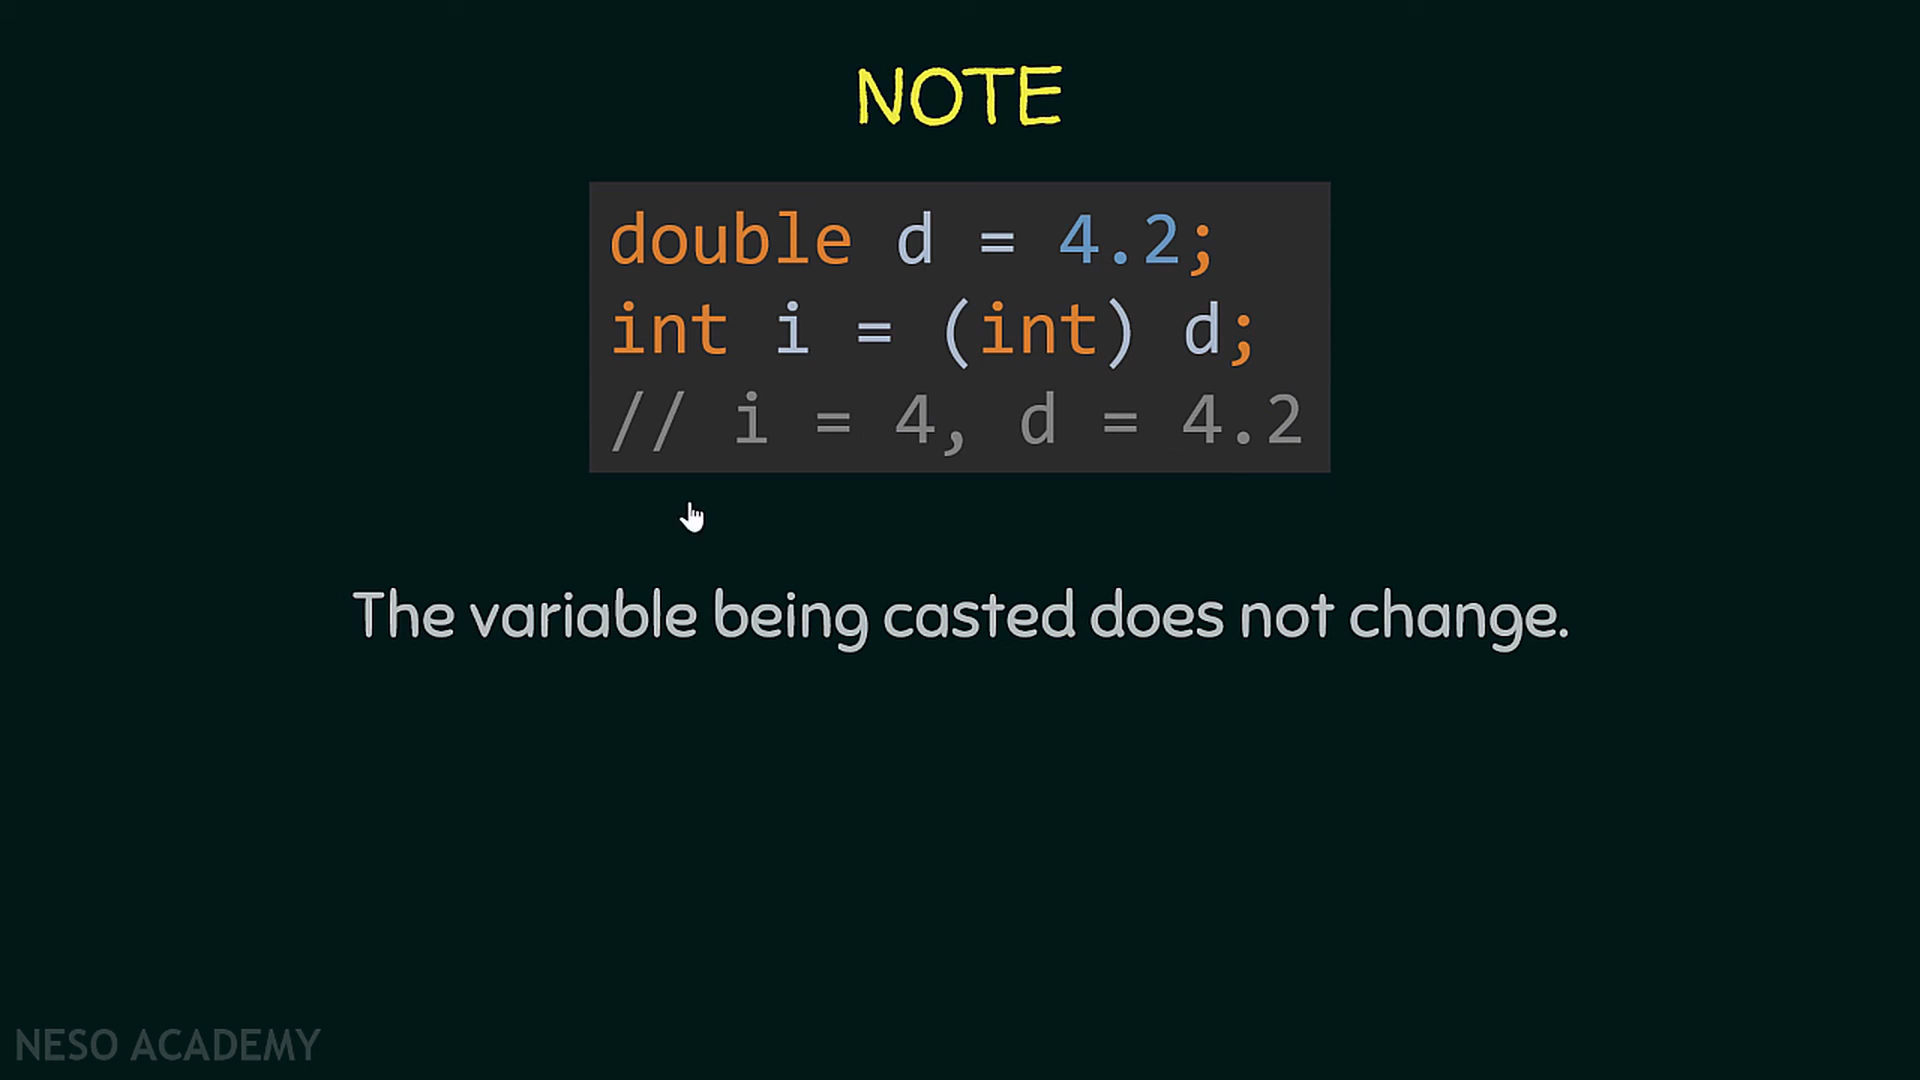 NOTE
double d = 4.2;
int i = (int) d;
// i = 4, d = 4.2
The variable being casted does not change.
NESO ACADEMY